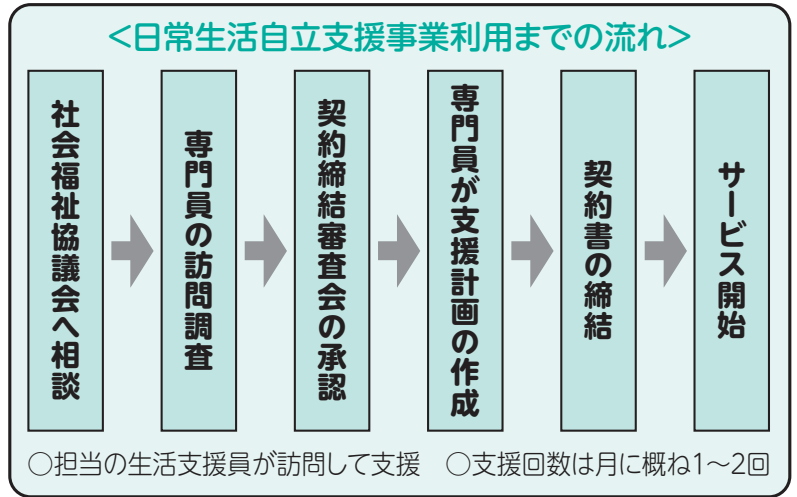 <日常生活自立支援事業利用までの流れ>
社会福祉協議会へ相談
専門員の訪問調査
契約締結審査会の承認
専門員が支援計画の作成
契約書の締結
サービス開始
○担当の生活支援員が訪問して支援　○支援回数は月に概ね1〜2回